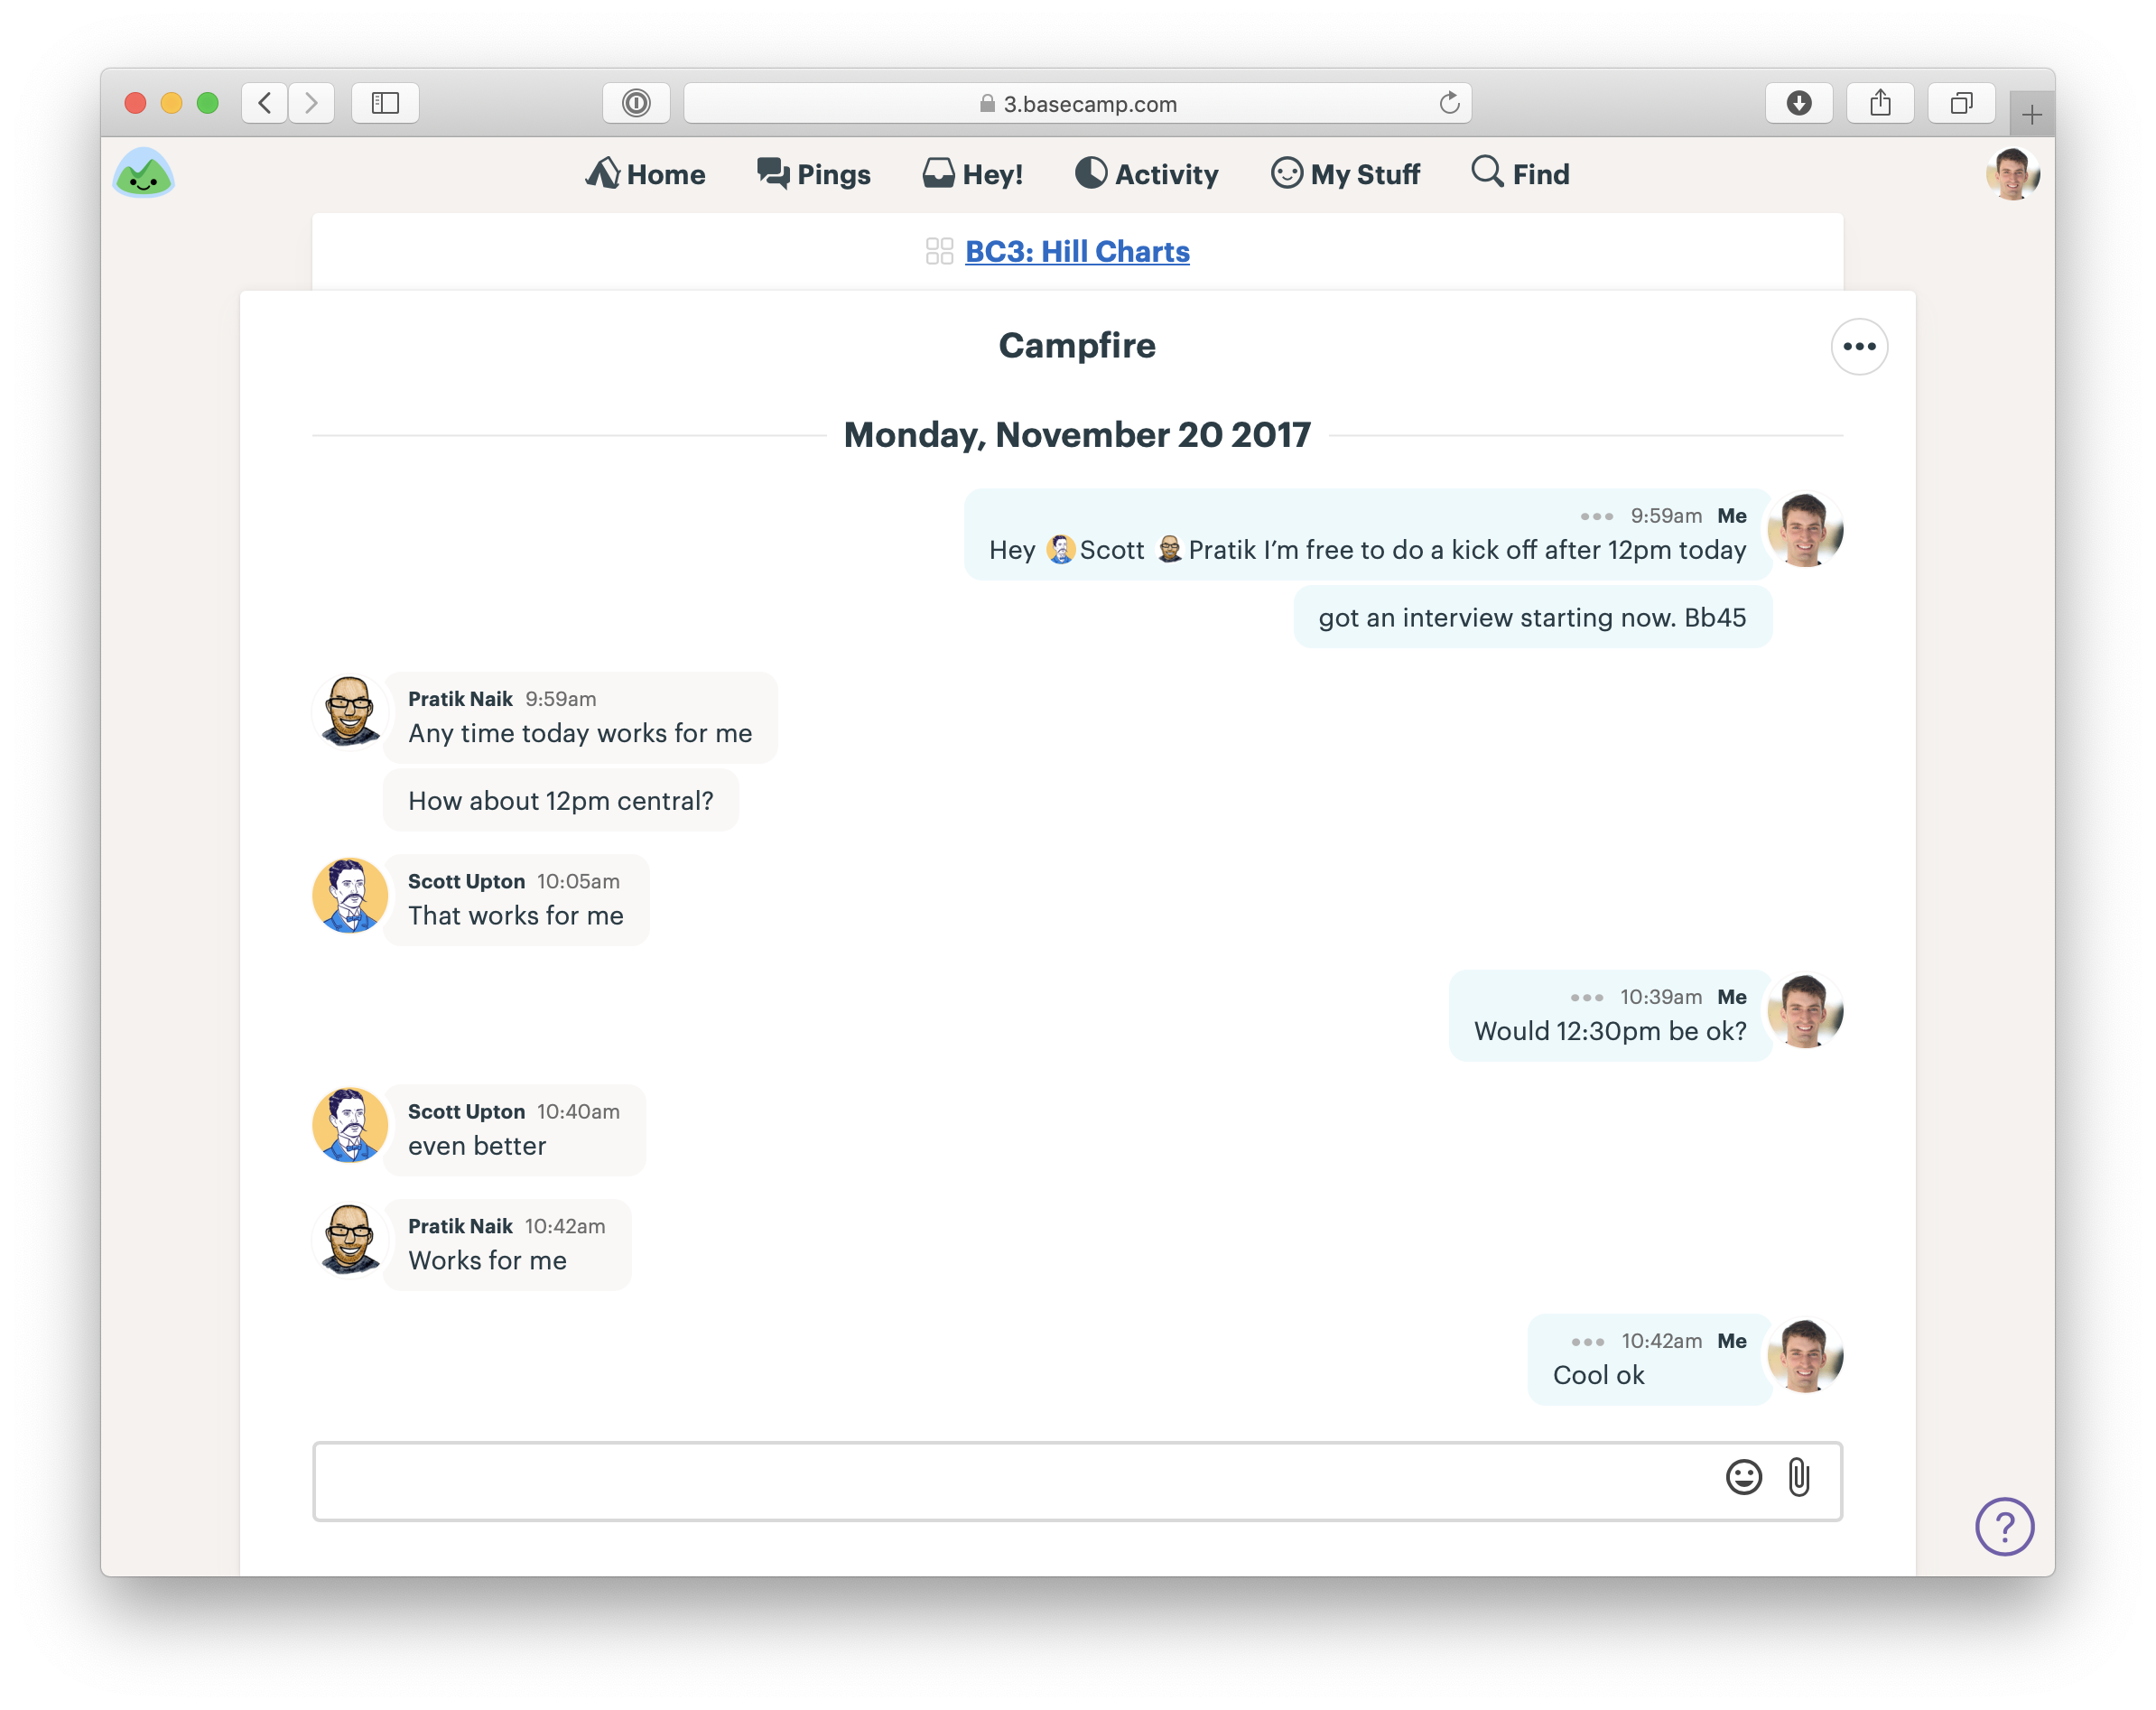 3.basecamp.com
Home Pings Hey! Activity My Stuff Find
BC3: Hill Charts
Campfire
Monday, November 20 2017
9:59am Me
Hey Scott Pratik I’m free to do a kick off after 12pm today
got an interview starting now. Bb45
Pratik Naik 9:59am
Any time today works for me
How about 12pm central?
Scott Upton 10:05am
That works for me
10:39am Me
Would 12:30pm be ok?
Scott Upton 10:40am
even better
Pratik Naik 10:42am
Works for me
10:42am Me
Cool ok
?